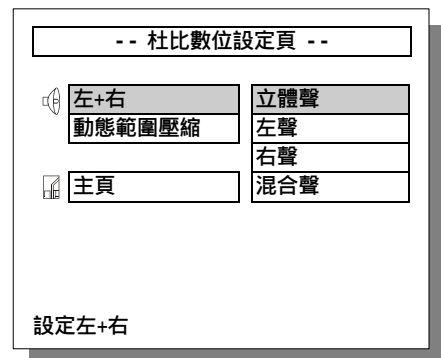 -- 杜比數位設定頁 --
左+右 立體聲
動態範圍壓縮 左聲
右聲
主頁 混合聲
設定左+右